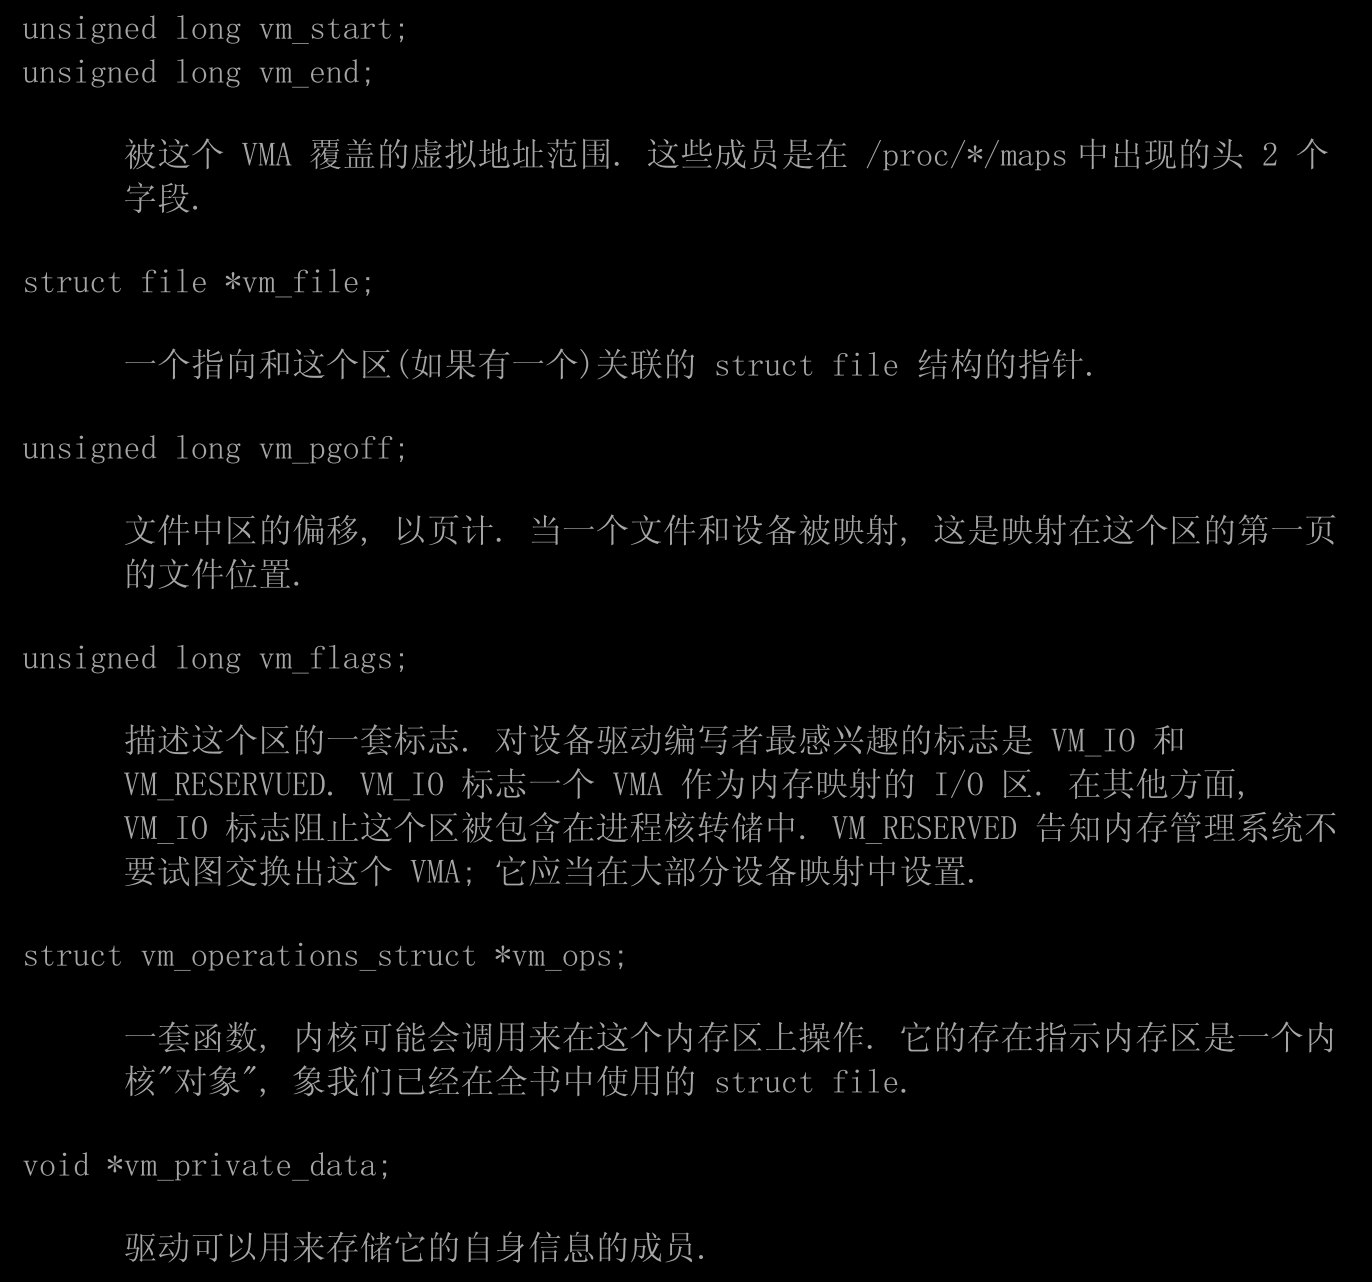 unsigned long vm_start;
unsigned long vm_end;
被这个 VMA 覆盖的虚拟地址范围. 这些成员是在 /proc/*/maps 中出现的头 2 个
字段.
struct file *vm_file;
一个指向和这个区(如果有一个)关联的 struct file 结构的指针.
unsigned long vm_pgoff;
文件中区的偏移, 以页计. 当一个文件和设备被映射, 这是映射在这个区的第一页
的文件位置.
unsigned long vm_flags;
描述这个区的一套标志. 对设备驱动编写者最感兴趣的标志是 VM_IO 和
VM_RESERVUED. VM_IO 标志一个 VMA 作为内存映射的 I/O 区. 在其他方面,
VM_IO 标志阻止这个区被包含在进程核转储中. VM_RESERVED 告知内存管理系统不
要试图交换出这个 VMA; 它应当在大部分设备映射中设置.
struct vm_operations_struct *vm_ops;
一套函数, 内核可能会调用来在这个内存区上操作. 它的存在指示内存区是一个内
核"对象", 象我们已经在全书中使用的 struct file.
void *vm_private_data;
驱动可以用来存储它的自身信息的成员.